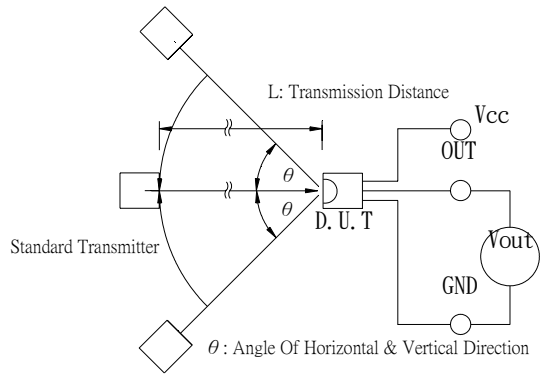 L: Transmission Distance
Vcc
OUT
θ
θ
D.U.T
Standard Transmitter
Vout
GND
θ: Angle Of Horizontal & Vertical Direction